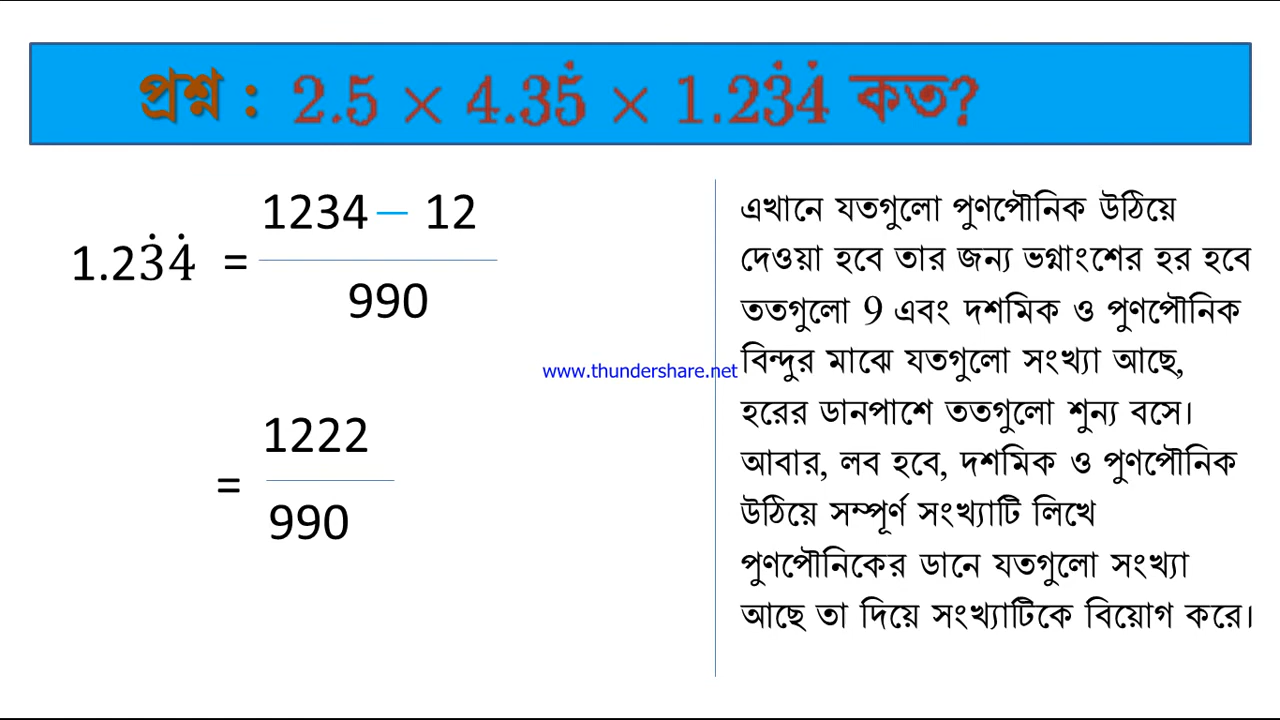 প্রশ্ন : 2.5 × 4.35̇ × 1.23̇4̇ কত?
1234 − 12
1.23̇4̇ =
990
1222
=
990
www.thundershare.net
এখানে যতগুলো পুণপৌনিক উঠিয়ে
দেওয়া হবে তার জন্য ভগ্নাংশের হর হবে
ততগুলো 9 এবং দশমিক ও পুণপৌনিক
বিন্দুর মাঝে যতগুলো সংখ্যা আছে,
হরের ডানপাশে ততগুলো শুন্য বসে।
আবার, লব হবে, দশমিক ও পুণপৌনিক
উঠিয়ে সম্পূর্ণ সংখ্যাটি লিখে
পুণপৌনিকের ডানে যতগুলো সংখ্যা
আছে তা দিয়ে সংখ্যাটিকে বিয়োগ করে।